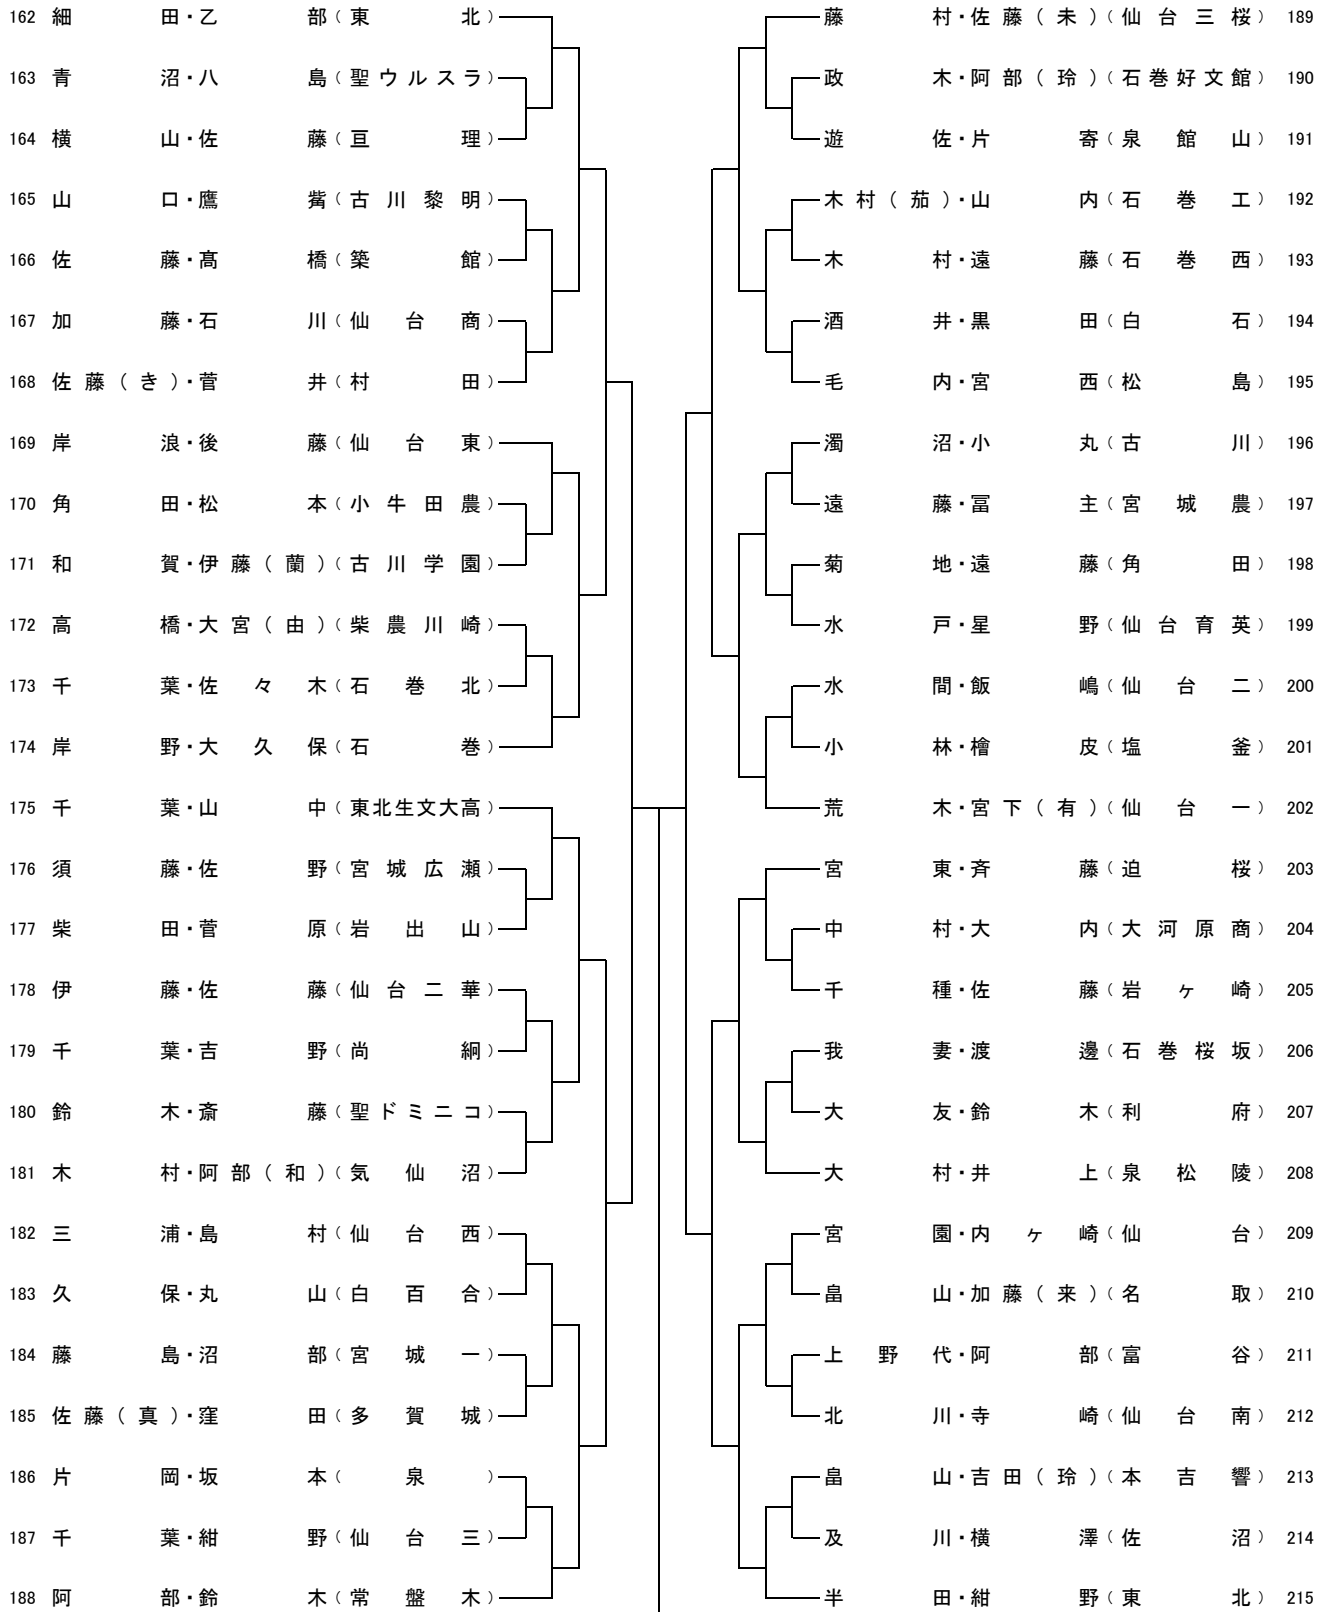 162 細田・乙部（東北）
163 青沼・八島（聖ウルスラ）
164 横山・佐藤（亘理）
165 山口・鷹觜（古川黎明）
166 佐藤・髙橋（築館）
167 加藤・石川（仙台商）
168 佐藤（き）・菅井（村田）
169 岸浪・後藤（仙台東）
170 角田・松本（小牛田農）
171 和賀・伊藤（蘭）（古川学園）
172 高橋・大宮（由）（柴農川崎）
173 千葉・佐々木（石巻北）
174 岸野・大久保（石巻）
175 千葉・山中（東北生文大高）
176 須藤・佐野（宮城広瀬）
177 柴田・菅原（岩出山）
178 伊藤・佐藤（仙台二華）
179 千葉・吉野（尚絅）
180 鈴木・斎藤（聖ドミニコ）
181 木村・阿部（和）（気仙沼）
182 三浦・島村（仙台西）
183 久保・丸山（白百合）
184 藤島・沼部（宮城一）
185 佐藤（真）・窪田（多賀城）
186 片岡・坂本（泉）
187 千葉・紺野（仙台三）
188 阿部・鈴木（常盤木）
藤村・佐藤（未）（仙台三桜） 189
政木・阿部（玲）（石巻好文館） 190
遊佐・片寄（泉館山） 191
木村（茄）・山内（石巻工） 192
木村・遠藤（石巻西） 193
酒井・黒田（白石） 194
毛内・宮西（松島） 195
濁沼・小丸（古川） 196
遠藤・冨主（宮城農） 197
菊地・遠藤（角田） 198
水戸・星野（仙台育英） 199
水間・飯嶋（仙台二） 200
小林・檜皮（塩釜） 201
荒木・宮下（有）（仙台一） 202
宮東・斉藤（迫桜） 203
中村・大内（大河原商） 204
千種・佐藤（岩ヶ崎） 205
我妻・渡邊（石巻桜坂） 206
大友・鈴木（利府） 207
大村・井上（泉松陵） 208
宮園・内ヶ崎（仙台） 209
畠山・加藤（来）（名取） 210
上野代・阿部（富谷） 211
北川・寺崎（仙台南） 212
畠山・吉田（玲）（本吉響） 213
及川・横澤（佐沼） 214
半田・紺野（東北） 215